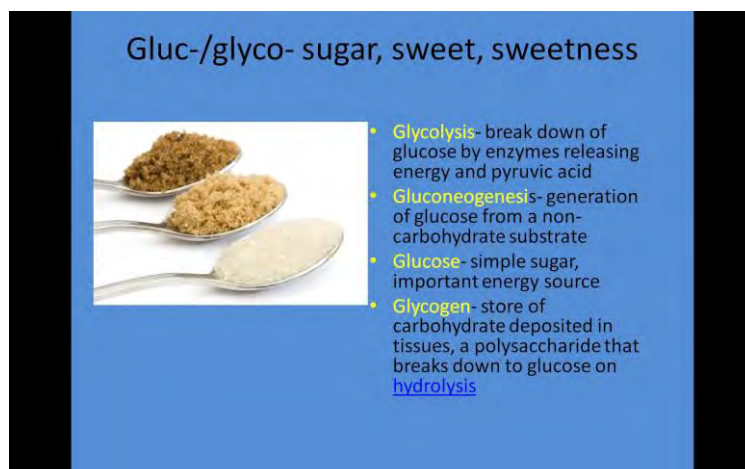 Gluc-/glyco- sugar, sweet, sweetness
• Glycolysis- break down of
glucose by enzymes releasing
energy and pyruvic acid
• Gluconeogenesis- generation
of glucose from a non-
carbohydrate substrate
• Glucose- simple sugar,
important energy source
• Glycogen- store of
carbohydrate deposited in
tissues, a polysaccharide that
breaks down to glucose on
hydrolysis